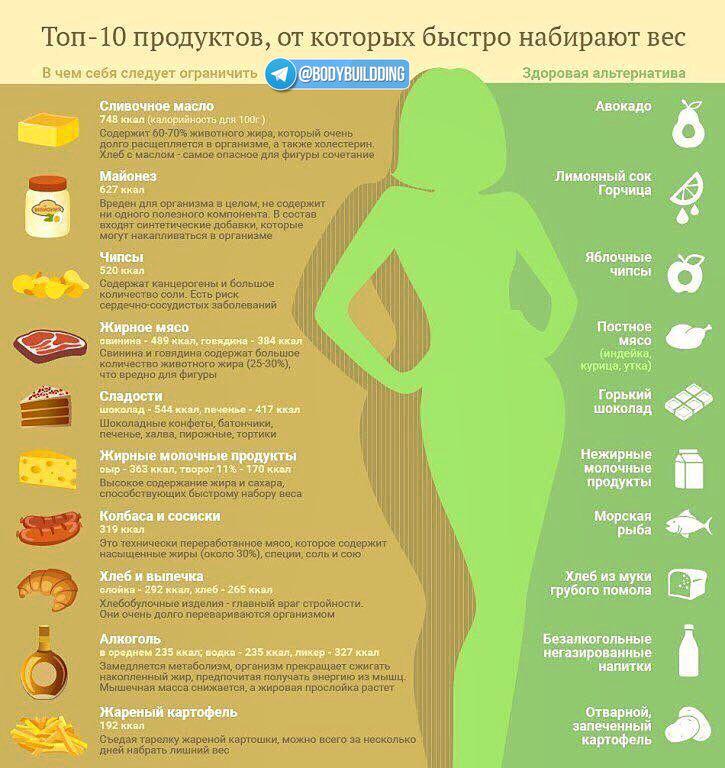 Топ-10 продуктов, от которых быстро набирают вес
В чем себя следует ограничить
@BODYBUILDDING
Здоровая альтернатива
Сливочное масло
748 ккал (калорийность для 100г )
Содержит 60-70% животного жира, который очень
долго расщепляется в организме, а также холестерин.
Хлеб с маслом - самое опасное для фигуры сочетание
Авокадо
Майонез
627 ккал
Вреден для организма в целом, не содержит
ни одного полезного компонента. В состав
входят синтетические добавки, которые
могут накапливаться в организме
Лимонный сок
Горчица
Чипсы
520 ккал
Содержат канцерогены и большое
количество соли. Есть риск
сердечно-сосудистых заболеваний
Яблочные
чипсы
Жирное мясо
свинина - 489 ккал, говядина - 384 ккал
Свинина и говядина содержат большое
количество животного жира (25-30%),
что вредно для фигуры
Постное
мясо
(индейка,
курица, утка)
Сладости
шоколад - 544 ккал, печенье - 417 ккал
Шоколадные конфеты, батончики,
печенье, халва, пирожные, тортики
Горький
шоколад
Жирные молочные продукты
сыр - 363 ккал, творог 11% - 170 ккал
Высокое содержание жира и сахара,
способствующих быстрому набору веса
Нежирные
молочные
продукты
Колбаса и сосиски
319 ккал
Это технически переработанное мясо, которое содержит
насыщенные жиры (около 30%), специи, соль и сою
Морская
рыба
Хлеб и выпечка
слойка - 292 ккал, хлеб - 265 ккал
Хлебобулочные изделия - главный враг стройности.
Они очень долго перевариваются организмом
Хлеб из муки
грубого помола
Алкоголь
в среднем 235 ккал; водка - 235 ккал, ликер - 327 ккал
Замедляется метаболизм, организм прекращает сжигать
накопленный жир, предпочитая получать энергию из мышц.
Мышечная масса снижается, а жировая прослойка растет
Безалкогольные
негазированные
напитки
Жареный картофель
192 ккал
Съедая тарелку жареной картошки, можно всего за несколько
дней набрать лишний вес
Отварной,
запеченный
картофель